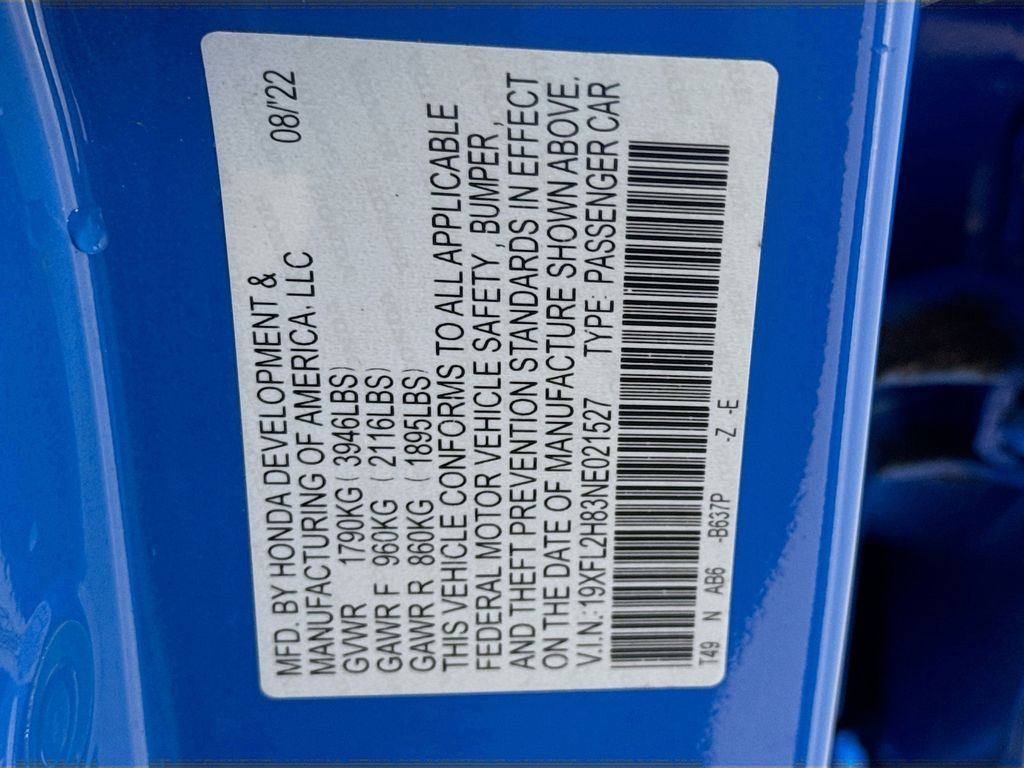 MFD. BY HONDA DEVELOPMENT & 08/'22
MANUFACTURING OF AMERICA, LLC
GVWR 1790KG ( 3946LBS)
GAWR F 960KG ( 2116LBS)
GAWR R 860KG ( 1895LBS)
THIS VEHICLE CONFORMS TO ALL APPLICABLE
FEDERAL MOTOR VEHICLE SAFETY, BUMPER ,
AND THEFT PREVENTION STANDARDS IN EFFECT
ON THE DATE OF MANUFACTURE SHOWN ABOVE.
V.I.N.:19XFL2H83NE021527 TYPE: PASSENGER CAR
T49 N AB6 -B637P -Z -E